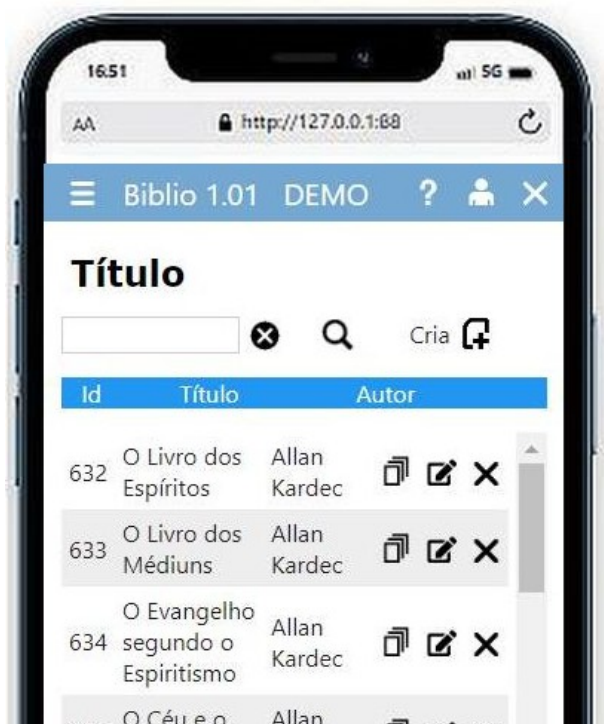 16:51
5G
AA http://127.0.0.1:88
Biblio 1.01 DEMO ?
Título
Cria
Id Título Autor
632 O Livro dos Espíritos Allan Kardec
633 O Livro dos Médiuns Allan Kardec
634 O Evangelho segundo o Espiritismo Allan Kardec
O Céu e o Allan